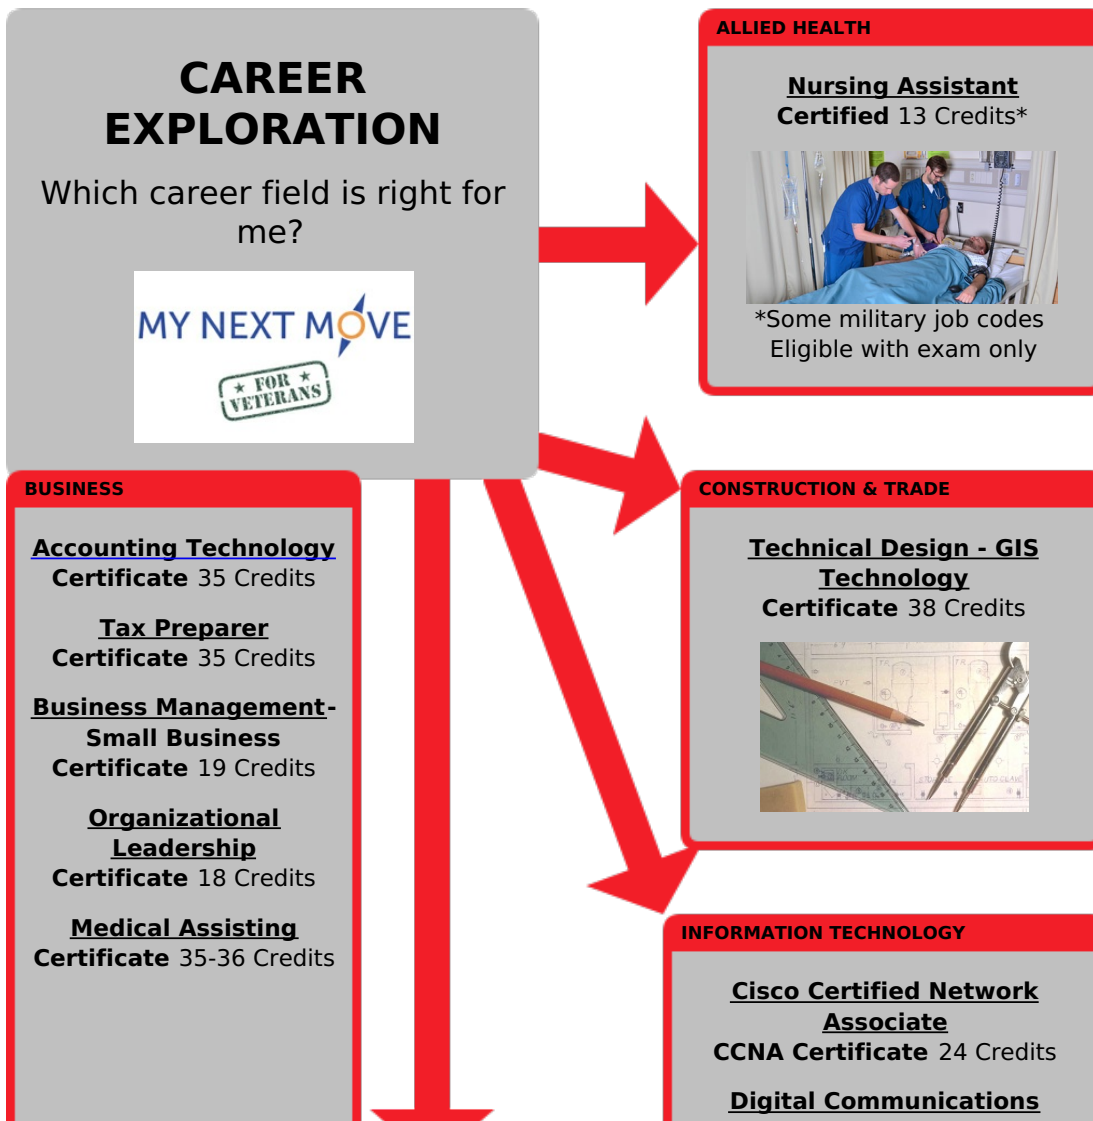 CAREER
EXPLORATION
Which career field is right for
me?
MY NEXT MOVE
FOR
VETERANS
ALLIED HEALTH
Nursing Assistant
Certified 13 Credits*
*Some military job codes
Eligible with exam only
BUSINESS
Accounting Technology
Certificate 35 Credits
Tax Preparer
Certificate 35 Credits
Business Management-
Small Business
Certificate 19 Credits
Organizational
Leadership
Certificate 18 Credits
Medical Assisting
Certificate 35-36 Credits
CONSTRUCTION & TRADE
Technical Design - GIS
Technology
Certificate 38 Credits
INFORMATION TECHNOLOGY
Cisco Certified Network
Associate
CCNA Certificate 24 Credits
Digital Communications